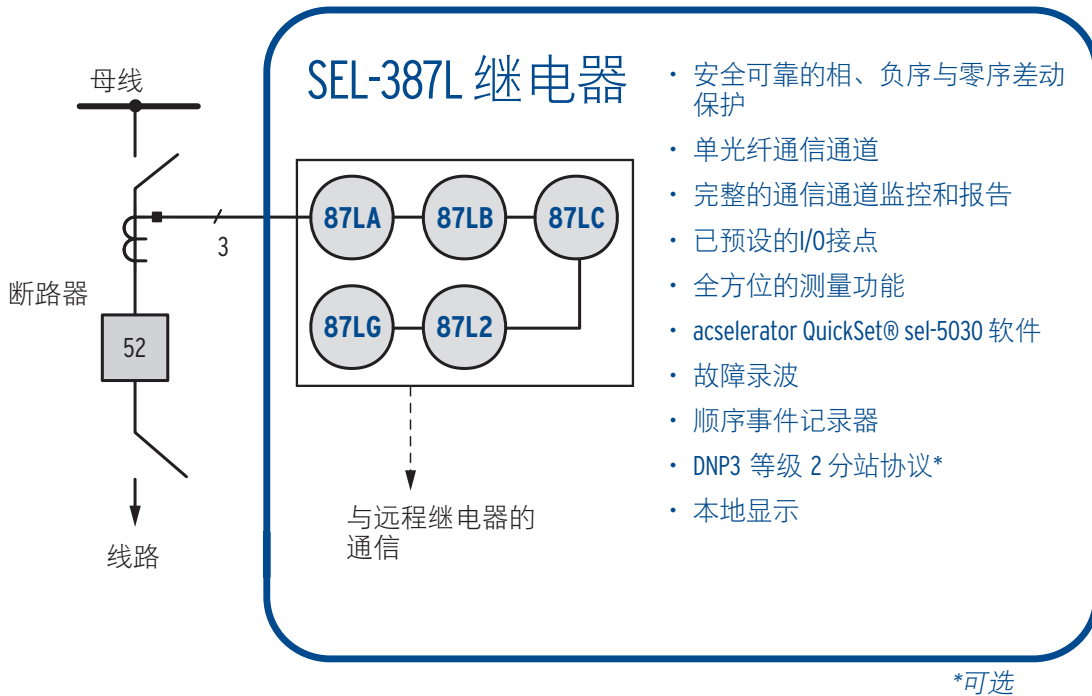 SEL-387L 继电器
母线
3
断路器
52
线路
87LA
87LB
87LC
87LG
87L2
与远程继电器的
通信
· 安全可靠的相、负序与零序差动
保护
· 单光纤通信通道
· 完整的通信通道监控和报告
· 已预设的I/0接点
· 全方位的测量功能
· acselerator QuickSet® sel-5030 软件
· 故障录波
· 顺序事件记录器
· DNP3 等级 2 分站协议*
· 本地显示
*可选